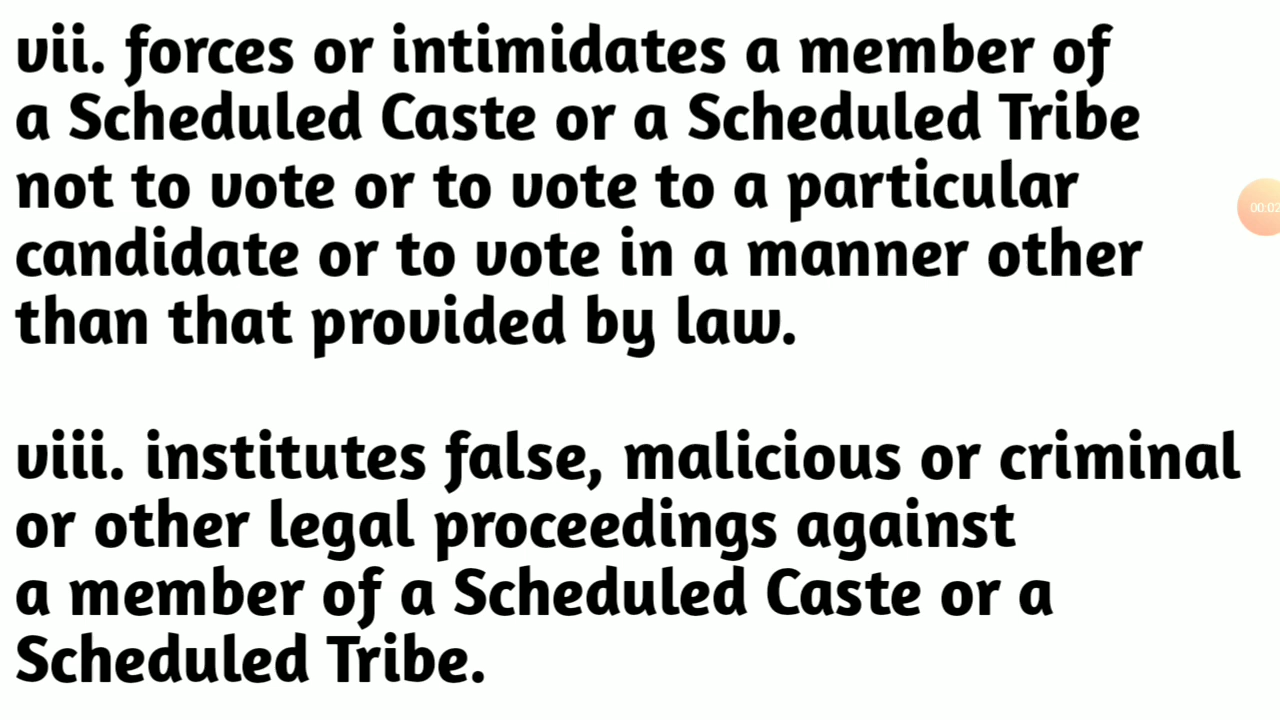 vii. forces or intimidates a member of
a Scheduled Caste or a Scheduled Tribe
not to vote or to vote to a particular
candidate or to vote in a manner other
than that provided by law.
viii. institutes false, malicious or criminal
or other legal proceedings against
a member of a Scheduled Caste or a
Scheduled Tribe.
00:02